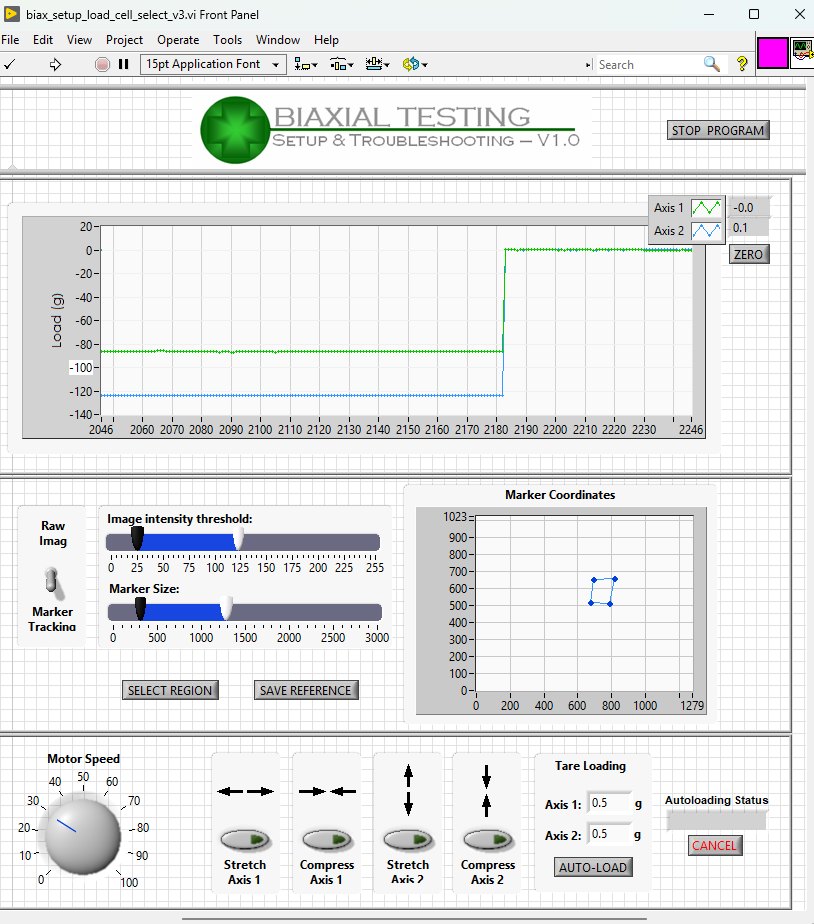 biax_setup_load_cell_select_v3.vi Front Panel
File Edit View Project Operate Tools Window Help
15pt Application Font
Search
?
BIAXIAL TESTING
SETUP & TROUBLESHOOTING – V1.0
STOP PROGRAM
Axis 1 -0.0
Axis 2 0.1
ZERO
Load (g)
20
0
-20
-40
-60
-80
-100
-120
-140
2046 2060 2070 2080 2090 2100 2110 2120 2130 2140 2150 2160 2170 2180 2190 2200 2210 2220 2230 2246
Raw
Imag
Marker
Tracking
Image intensity threshold:
0 25 50 75 100 125 150 175 200 225 255
Marker Size:
0 500 1000 1500 2000 2500 3000
SELECT REGION
SAVE REFERENCE
Marker Coordinates
1023
900
800
700
600
500
400
300
200
100
0
0 200 400 600 800 1000 1279
Motor Speed
0 10 20 30 40 50 60 70 80 90 100
Stretch
Axis 1
Compress
Axis 1
Stretch
Axis 2
Compress
Axis 2
Tare Loading
Axis 1: 0.5 g
Axis 2: 0.5 g
AUTO-LOAD
Autoloading Status
CANCEL